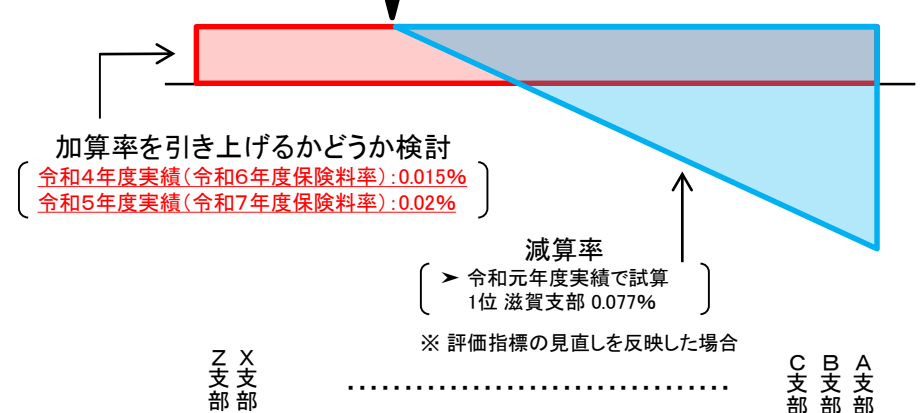 加算率を引き上げるかどうか検討
令和4年度実績(令和6年度保険料率):0.015%
令和5年度実績(令和7年度保険料率):0.02%
減算率
➤ 令和元年度実績で試算
1位 滋賀支部 0.077%
※ 評価指標の見直しを反映した場合
Z支部
X支部
.................................
C支部
B支部
A支部